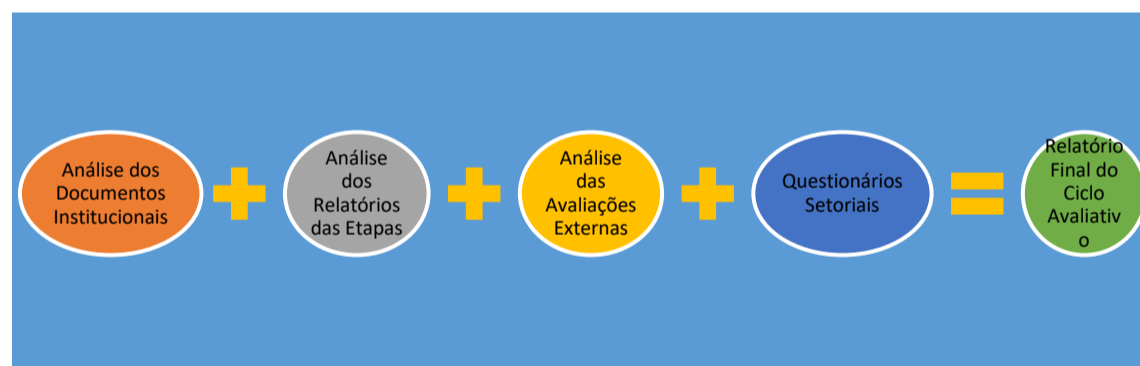 Análise dos
Documentos
Institucionais
Análise
dos
Relatórios
das Etapas
Análise
das
Avaliações
Externas
Questionários
Setoriais
Relatório
Final do
Ciclo
Avaliativ
o